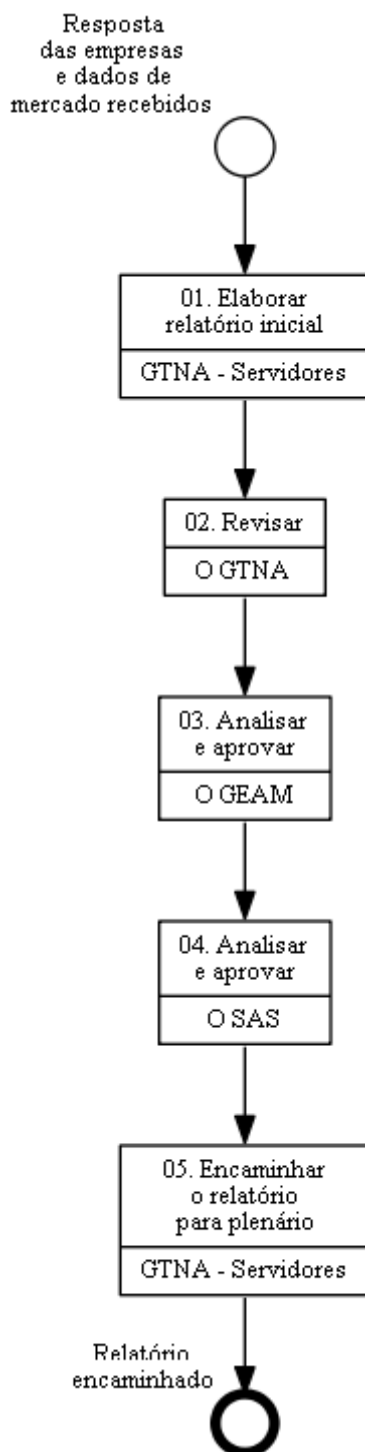 Resposta
das empresas
e dados de
mercado recebidos
01. Elaborar
relatório inicial
GTNA - Servidores
02. Revisar
O GTNA
03. Analisar
e aprovar
O GEAM
04. Analisar
e aprovar
O SAS
05. Encaminhar
o relatório
para plenário
GTNA - Servidores
Relatório
encaminhado